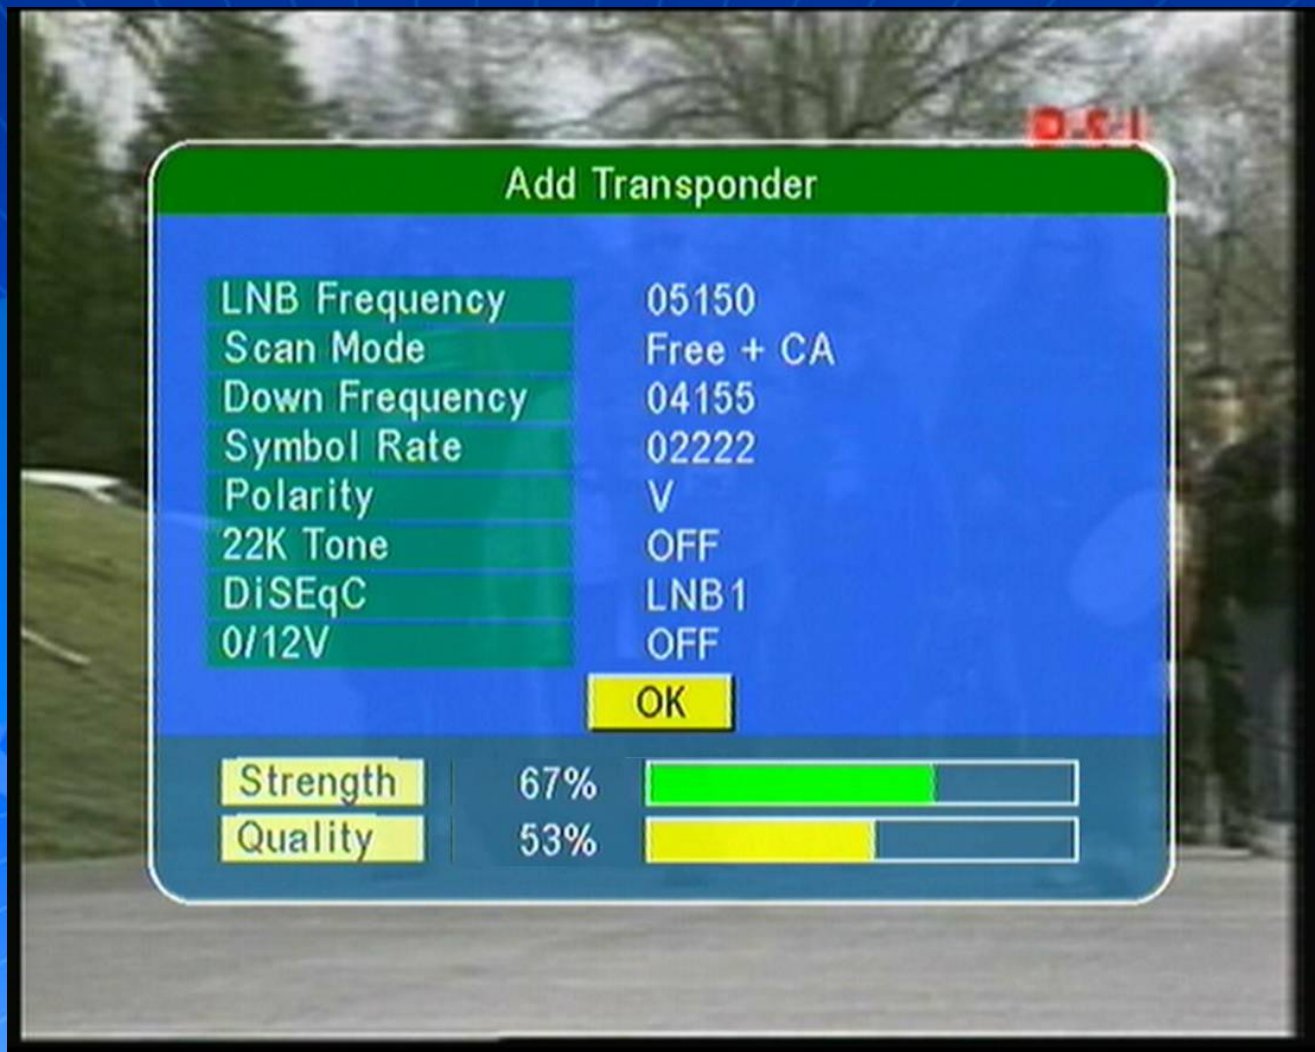 Add Transponder
LNB Frequency 05150
Scan Mode Free + CA
Down Frequency 04155
Symbol Rate 02222
Polarity V
22K Tone OFF
DiSEqC LNB1
0/12V OFF
OK
Strength 67%
Quality 53%